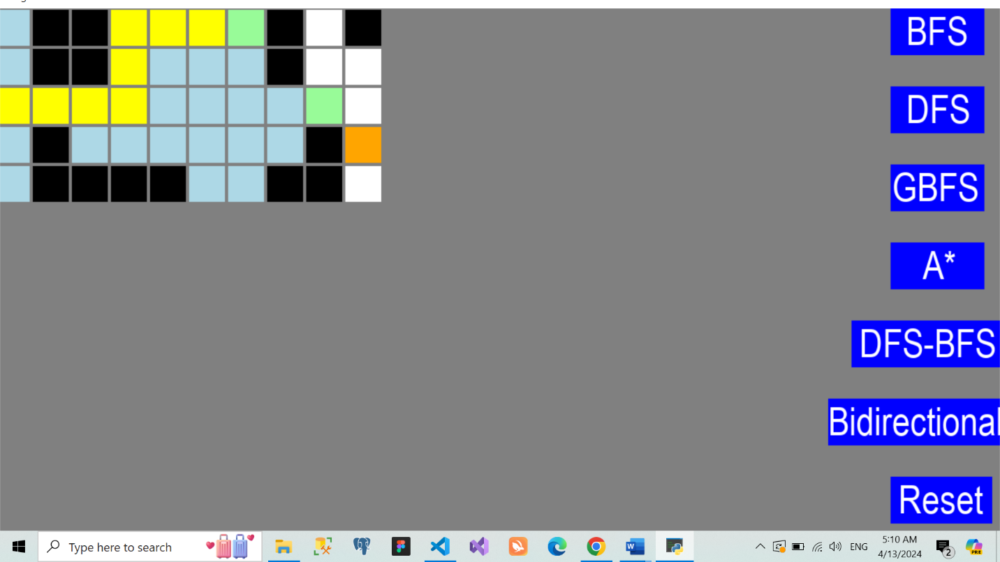 BFS
DFS
GBFS
A*
DFS-BFS
Bidirectional
Reset
Type here to search
ENG
5:10 AM
4/13/2024
2
PRE